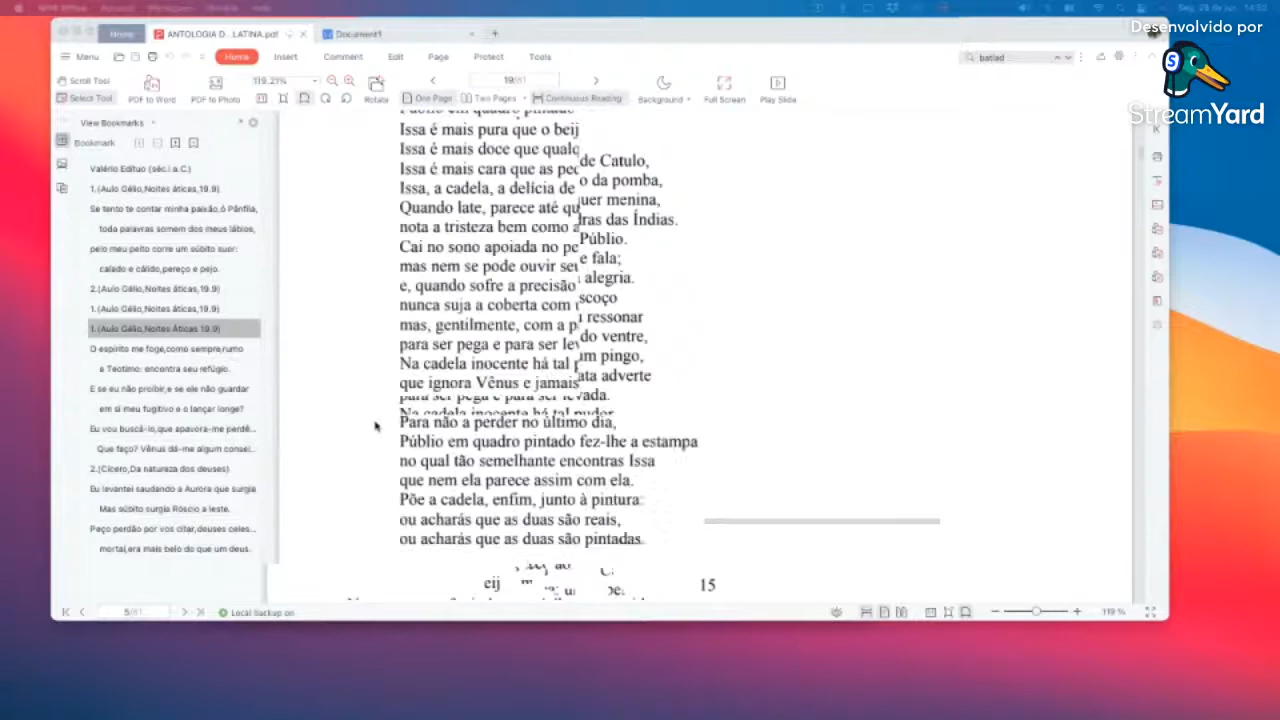 Desenvolvido por
StreamYard
Home
ANTOLOGIA D... LATINA.pdf
Document1
Menu
Home
Insert
Comment
Edit
Page
Protect
Tools
batlad
Scroll Tool
Select Tool
PDF to Word
PDF to Photo
119.21%
Rotate
19/81
One Page
Two Pages
Continuous Reading
Background
Full Screen
Play Slide
View Bookmarks
Bookmark
Valério Edítuo (séc.I a.C.)
1.(Aulo Gélio,Noites áticas,19.9)
Se tento te contar minha paixão,ó Pânfila,
toda palavras somem dos meus lábios,
pelo meu peito corre um súbito suor:
calado e cálido,pereço e pejo.
2.(Aulo Gélio,Noites áticas,19.9)
1.(Aulo Gélio,Noites áticas,19.9)
1.(Aulo Gélio,Noites Áticas 19.9)
O espírito me foge,como sempre,rumo
a Teótimo: encontra seu refúgio.
E se eu não proibir,e se ele não guardar
em si meu fugitivo e o lançar longe?
Eu vou buscá-lo,que apavora-me perdê...
Que faço? Vênus dá-me algum consei...
2.(Cícero,Da natureza dos deuses)
Eu levantei saudando a Aurora que surgia
Mas súbito surgia Róscio a leste.
Peço perdão por vos citar,deuses celes...
mortal,era mais belo do que um deus.
Issa é mais pura que o beij
Issa é mais doce que qualq
Issa é mais cara que as pec
Issa, a cadela, a delícia de
Quando late, parece até qu
nota a tristeza bem como a
Cai no sono apoiada no pe
mas nem se pode ouvir seu
e, quando sofre a precisão
nunca suja a coberta com
mas, gentilmente, com a p
para ser pega e para ser lev
Na cadela inocente há tal p
que ignora Vênus e jamais
de Catulo,
o da pomba,
uer menina,
dras das Índias.
Públio.
e fala;
alegria.
scoço
ressonar
do ventre,
um pingo,
ata adverte
vada.
Para não a perder no último dia,
Públio em quadro pintado fez-lhe a estampa
no qual tão semelhante encontras Issa
que nem ela parece assim com ela.
Põe a cadela, enfim, junto à pintura:
ou acharás que as duas são reais,
ou acharás que as duas são pintadas.
eij
15
5/81
Local backup on
119 %